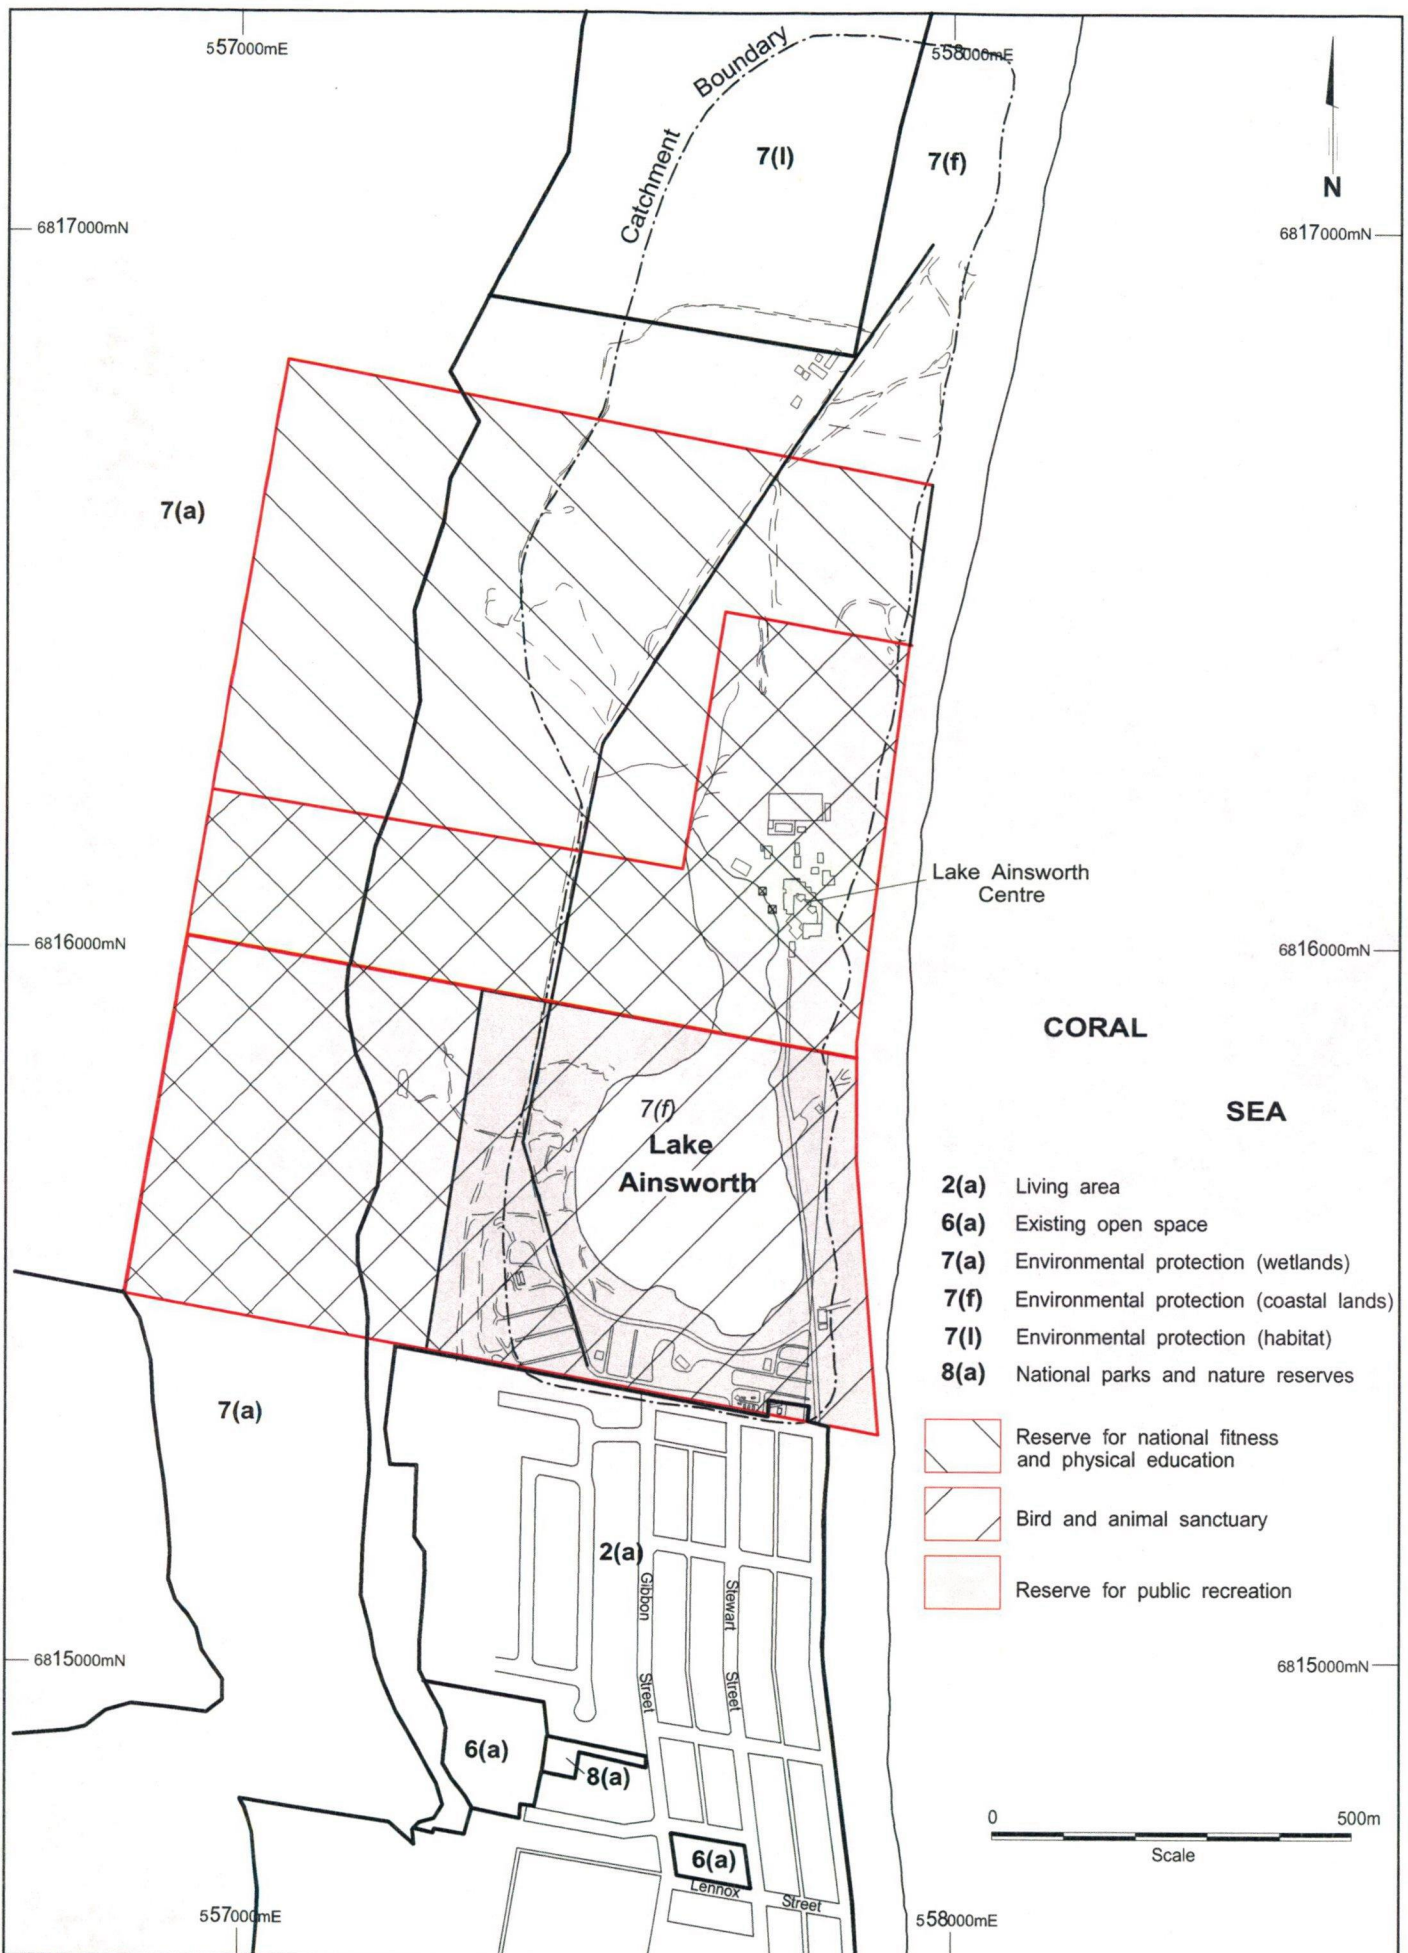 557000mE
558000mE
Catchment Boundary
7(l)
7(f)
N
6817000mN
6817000mN
7(a)
Lake Ainsworth
Centre
6816000mN
6816000mN
CORAL
SEA
7(f)
Lake
Ainsworth
2(a) Living area
6(a) Existing open space
7(a) Environmental protection (wetlands)
7(f) Environmental protection (coastal lands)
7(l) Environmental protection (habitat)
8(a) National parks and nature reserves
Reserve for national fitness
and physical education
Bird and animal sanctuary
Reserve for public recreation
7(a)
2(a)
Gibbon Street
Stewart Street
6815000mN
6815000mN
6(a)
8(a)
6(a)
Lennox Street
0 500m
Scale
557000mE
558000mE